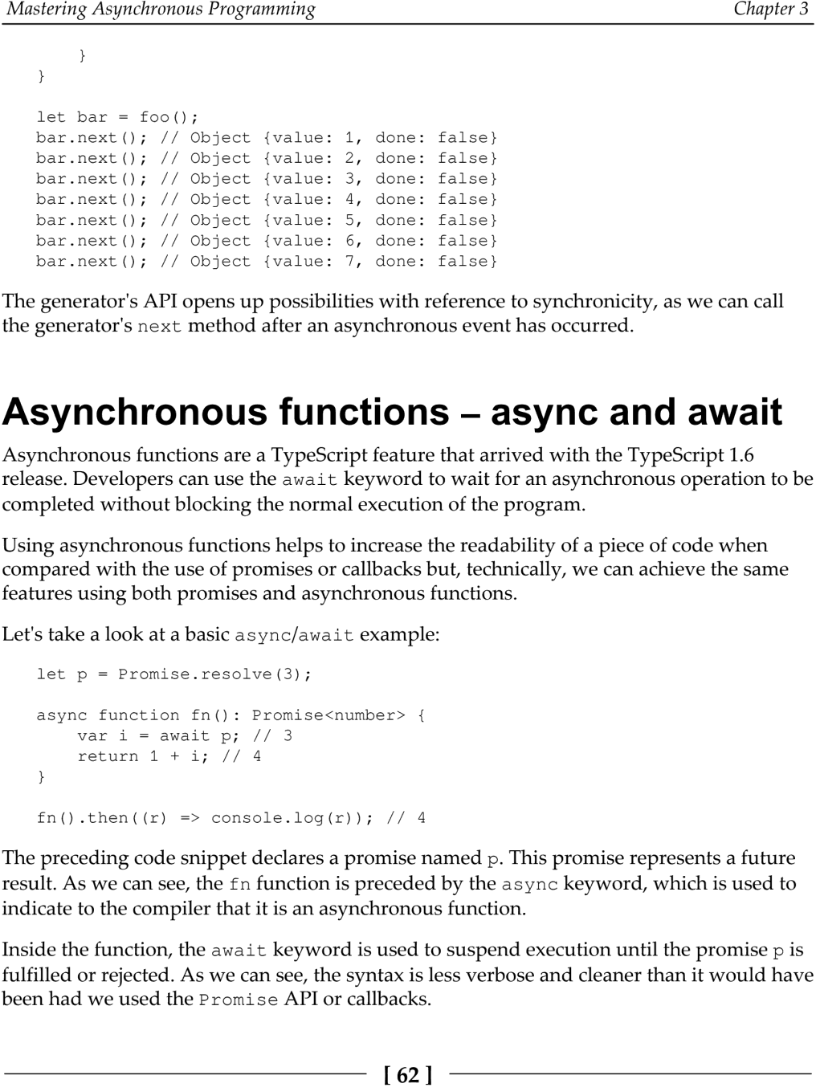 Mastering Asynchronous Programming Chapter 3
    }
}
let bar = foo();
bar.next(); // Object {value: 1, done: false}
bar.next(); // Object {value: 2, done: false}
bar.next(); // Object {value: 3, done: false}
bar.next(); // Object {value: 4, done: false}
bar.next(); // Object {value: 5, done: false}
bar.next(); // Object {value: 6, done: false}
bar.next(); // Object {value: 7, done: false}
The generator's API opens up possibilities with reference to synchronicity, as we can call
the generator's next method after an asynchronous event has occurred.
Asynchronous functions – async and await
Asynchronous functions are a TypeScript feature that arrived with the TypeScript 1.6
release. Developers can use the await keyword to wait for an asynchronous operation to be
completed without blocking the normal execution of the program.
Using asynchronous functions helps to increase the readability of a piece of code when
compared with the use of promises or callbacks but, technically, we can achieve the same
features using both promises and asynchronous functions.
Let's take a look at a basic async/await example:
let p = Promise.resolve(3);
async function fn(): Promise<number> {
    var i = await p; // 3
    return 1 + i; // 4
}
fn().then((r) => console.log(r)); // 4
The preceding code snippet declares a promise named p. This promise represents a future
result. As we can see, the fn function is preceded by the async keyword, which is used to
indicate to the compiler that it is an asynchronous function.
Inside the function, the await keyword is used to suspend execution until the promise p is
fulfilled or rejected. As we can see, the syntax is less verbose and cleaner than it would have
been had we used the Promise API or callbacks.
[ 62 ]